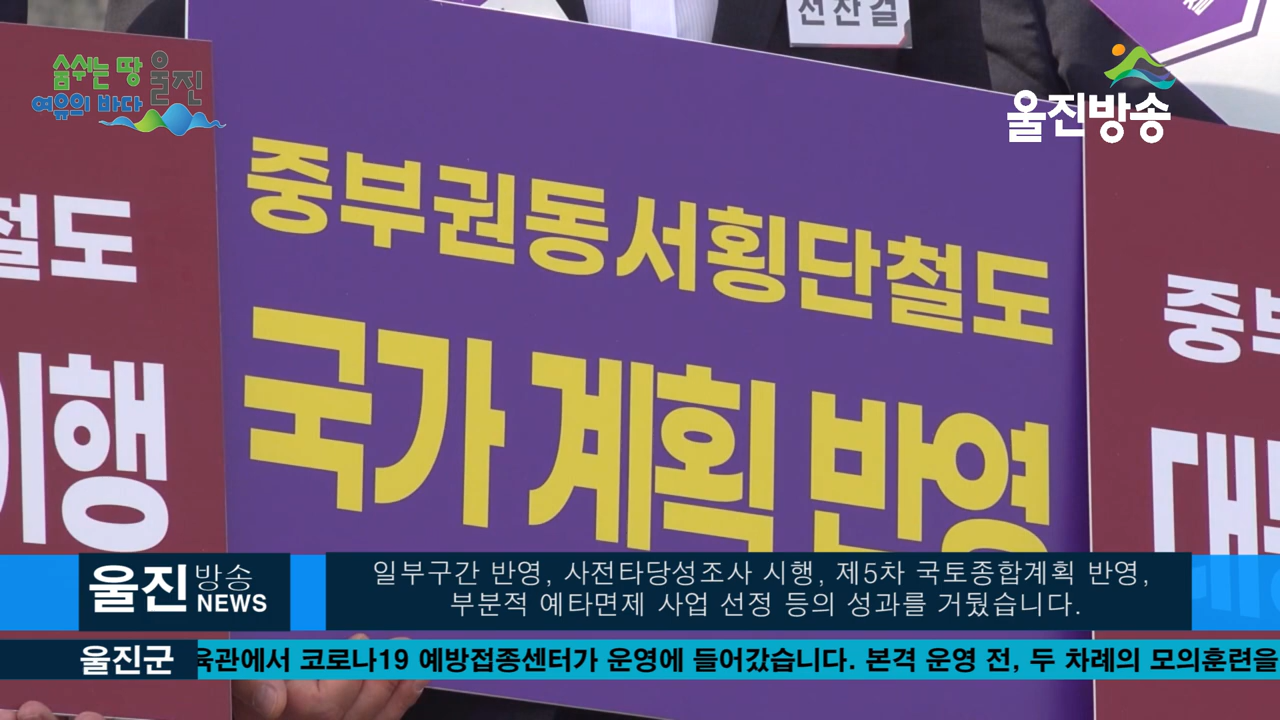 전찬걸
숨쉬는 땅
여유의 바다
울진
울진방송
중부권동서횡단철도
국가 계획 반영
철도
이행
중부
울진 방송
NEWS
일부구간 반영, 사전타당성조사 시행, 제5차 국토종합계획 반영,
부분적 예타면제 사업 선정 등의 성과를 거뒀습니다.
울진군
육관에서 코로나19 예방접종센터가 운영에 들어갔습니다. 본격 운영 전, 두 차례의 모의훈련을